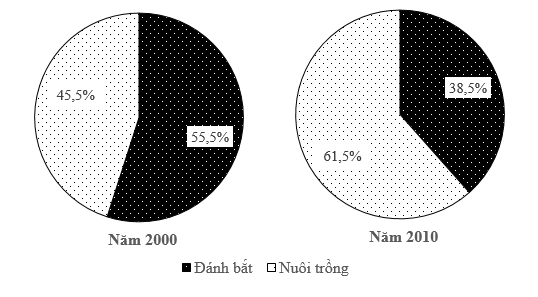 45,5%
55,5%
38,5%
61,5%
Năm 2000
Năm 2010
Đánh bắt
Nuôi trồng